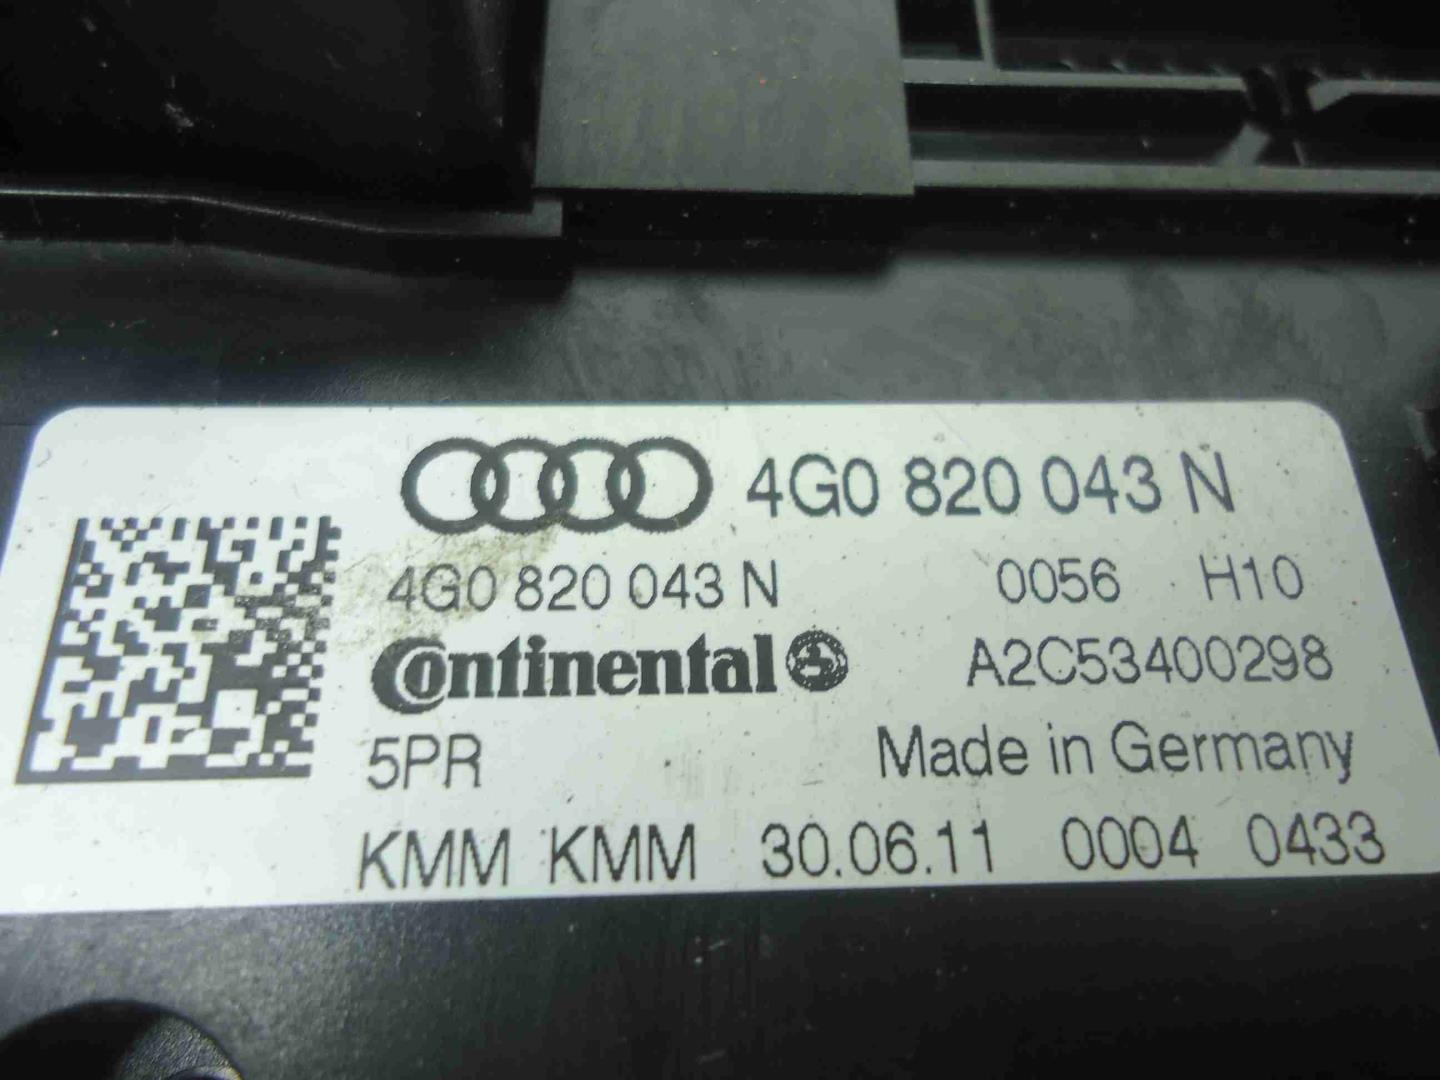 4G0 820 043 N
4G0 820 043 N 0056 H10
Continental A2C53400298
5PR Made in Germany
KMM KMM 30.06.11 0004 0433